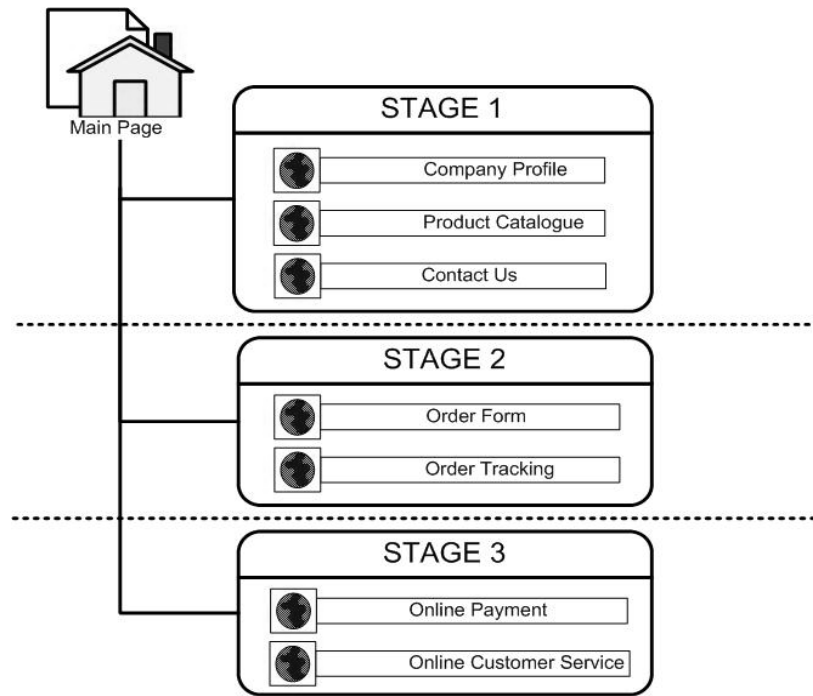 Main Page
STAGE 1
Company Profile
Product Catalogue
Contact Us
STAGE 2
Order Form
Order Tracking
STAGE 3
Online Payment
Online Customer Service